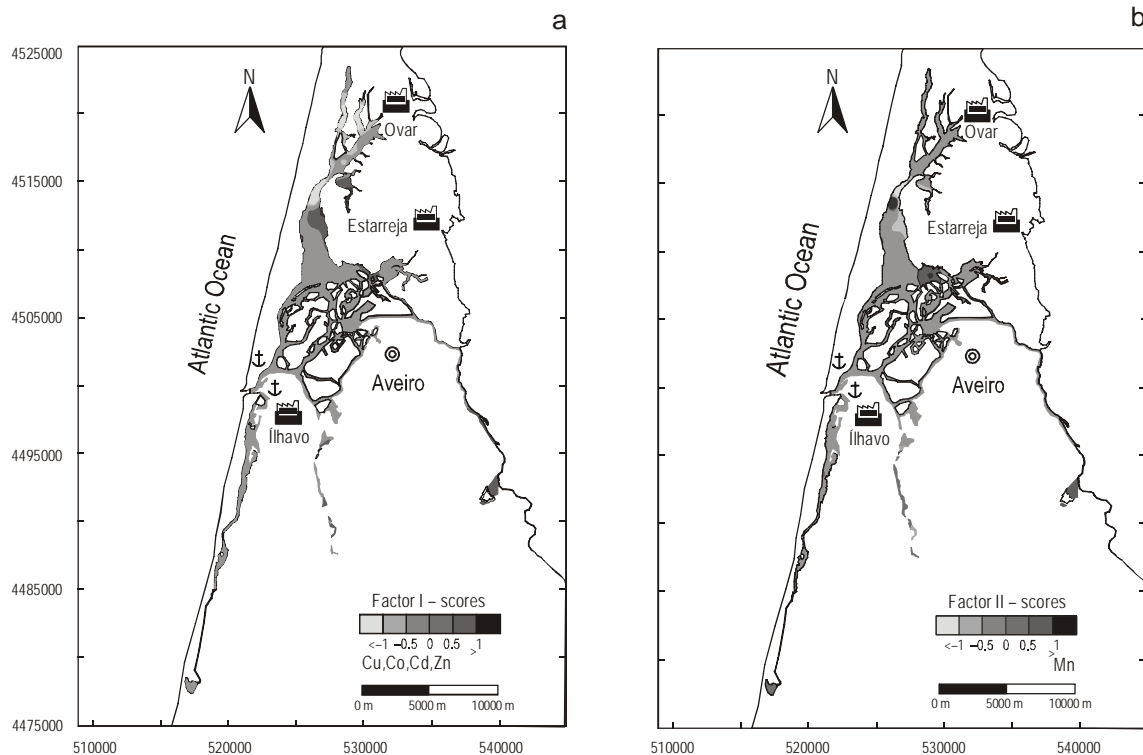 a
4525000
4515000
4505000
4495000
4485000
4475000
N
Ovar
Estarreja
Atlantic Ocean
Aveiro
Ílhavo
Factor I – scores
<–1 –0.5 0 0.5 >1
Cu,Co,Cd,Zn
0 m 5000 m 10000 m
510000 520000 530000 540000
b
N
Ovar
Estarreja
Atlantic Ocean
Aveiro
Ílhavo
Factor II – scores
<–1 –0.5 0 0.5 >1
Mn
0 m 5000 m 10000 m
510000 520000 530000 540000